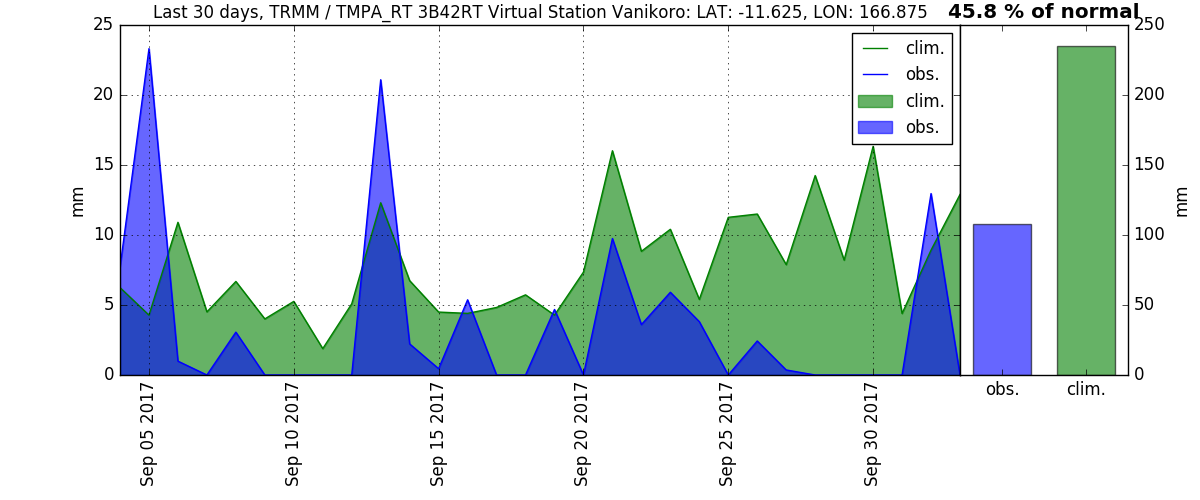 Last 30 days, TRMM / TMPA_RT 3B42RT Virtual Station Vanikoro: LAT: -11.625, LON: 166.875
45.8 % of normal
25
20
15
10
5
0
mm
clim.
obs.
clim.
obs.
Sep 05 2017
Sep 10 2017
Sep 15 2017
Sep 20 2017
Sep 25 2017
Sep 30 2017
250
200
150
100
50
0
mm
obs.
clim.